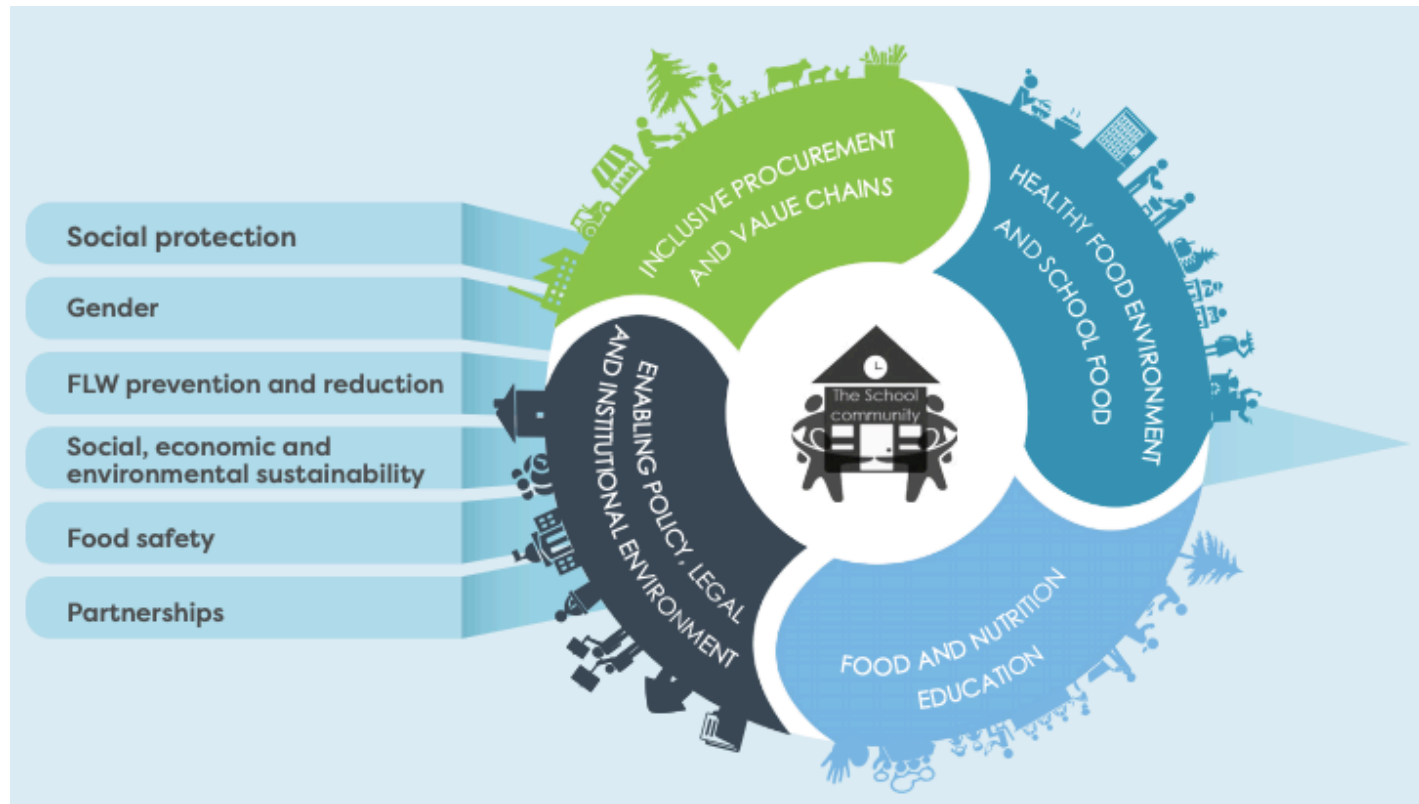 Social protection
Gender
FLW prevention and reduction
Social, economic and
environmental sustainability
Food safety
Partnerships
INCLUSIVE PROCUREMENT
AND VALUE CHAINS
HEALTHY FOOD ENVIRONMENT
AND SCHOOL FOOD
FOOD AND NUTRITION
EDUCATION
ENABLING POLICY, LEGAL
AND INSTITUTIONAL ENVIRONMENT
The School
community